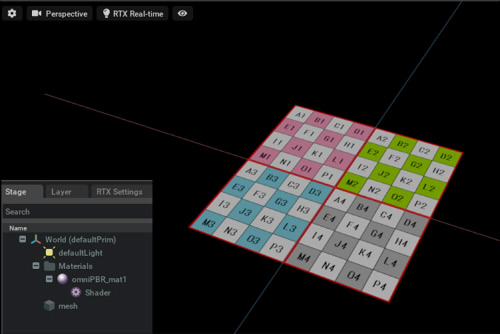 Perspective
RTX Real-time
A1 B1 C1 D1
E1 F1 G1 H1
I1 J1 K1 L1
M1 N1 O1 P1
A2 B2 C2 D2
E2 F2 G2 H2
I2 J2 K2 L2
M2 N2 O2 P2
A3 B3 C3 D3
E3 F3 G3 H3
I3 J3 K3 L3
M3 N3 O3 P3
A4 B4 C4 D4
E4 F4 G4 H4
I4 J4 K4 L4
M4 N4 O4 P4
Stage Layer RTX Settings
Search
Name
World (defaultPrim)
defaultLight
Materials
omniPBR_mat1
Shader
mesh